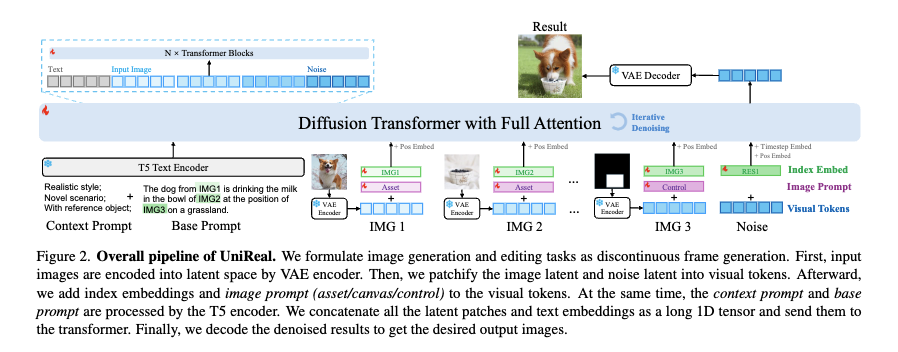 Result
N × Transformer Blocks
Text
Input Image
Noise
VAE Decoder
Diffusion Transformer with Full Attention
Iterative
Denoising
+ Pos Embed
+ Pos Embed
+ Pos Embed
+ Timestep Embed
+ Pos Embed
T5 Text Encoder
IMG1
IMG2
IMG3
RES1
Index Embed
Realistic style;
Novel scenario;
With reference object;
+
The dog from IMG1 is drinking the milk
in the bowl of IMG2 at the position of
IMG3 on a grassland.
Asset
Asset
...
Control
Image Prompt
+
+
+
+
VAE
Encoder
VAE
Encoder
...
VAE
Encoder
Visual Tokens
Context Prompt
Base Prompt
IMG 1
IMG 2
IMG 3
Noise
Figure 2. Overall pipeline of UniReal. We formulate image generation and editing tasks as discontinuous frame generation. First, input
images are encoded into latent space by VAE encoder. Then, we patchify the image latent and noise latent into visual tokens. Afterward,
we add index embeddings and image prompt (asset/canvas/control) to the visual tokens. At the same time, the context prompt and base
prompt are processed by the T5 encoder. We concatenate all the latent patches and text embeddings as a long 1D tensor and send them to
the transformer. Finally, we decode the denoised results to get the desired output images.